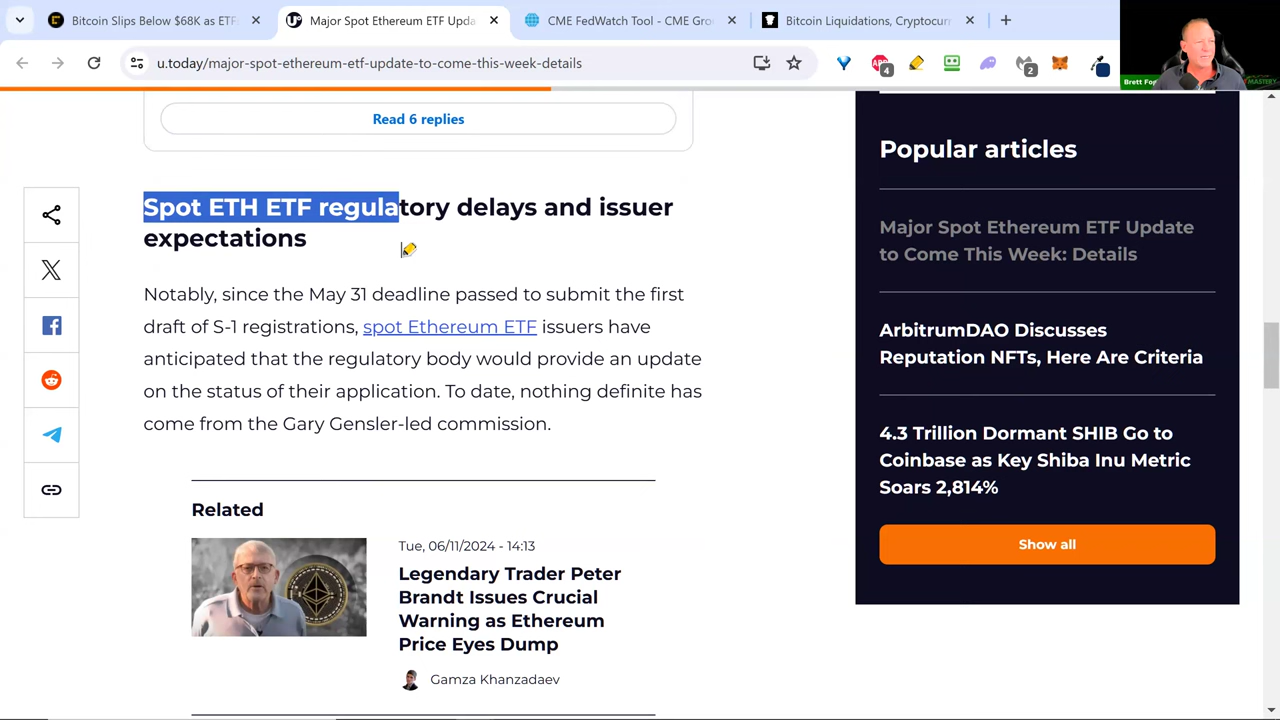 Bitcoin Slips Below $68K as ETF
Major Spot Ethereum ETF Upda
CME FedWatch Tool - CME Gro
Bitcoin Liquidations, Cryptocurr
u.today/major-spot-ethereum-etf-update-to-come-this-week-details
4
2
Brett Fo
MASTERY
Read 6 replies
Spot ETH ETF regulatory delays and issuer
expectations
Notably, since the May 31 deadline passed to submit the first
draft of S-1 registrations, spot Ethereum ETF issuers have
anticipated that the regulatory body would provide an update
on the status of their application. To date, nothing definite has
come from the Gary Gensler-led commission.
Related
Tue, 06/11/2024 - 14:13
Legendary Trader Peter
Brandt Issues Crucial
Warning as Ethereum
Price Eyes Dump
Gamza Khanzadaev
Popular articles
Major Spot Ethereum ETF Update
to Come This Week: Details
ArbitrumDAO Discusses
Reputation NFTs, Here Are Criteria
4.3 Trillion Dormant SHIB Go to
Coinbase as Key Shiba Inu Metric
Soars 2,814%
Show all